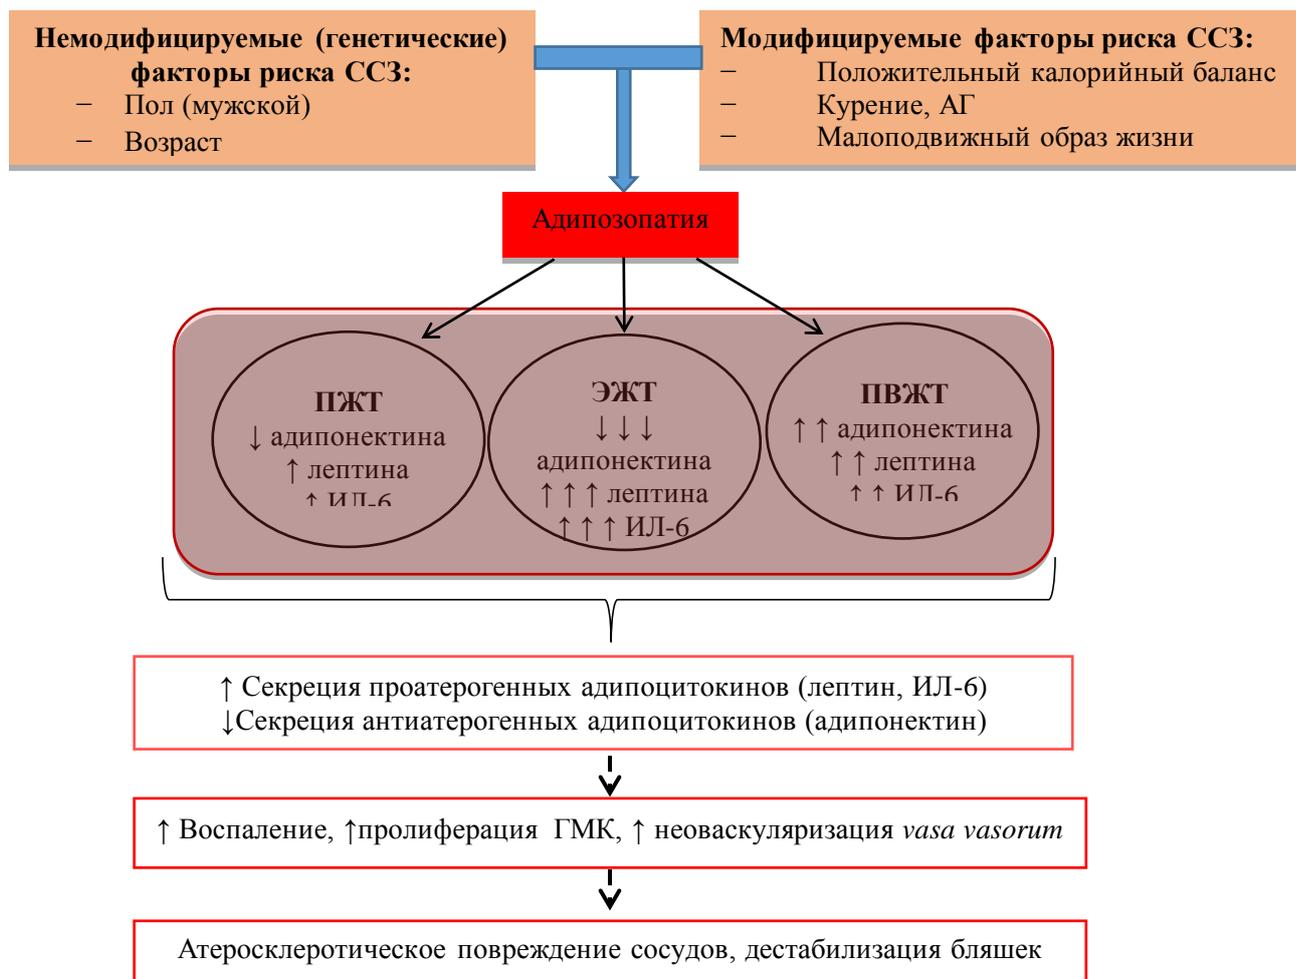 Немодифицируемые (генетические)
факторы риска ССЗ:
− Пол (мужской)
− Возраст
Модифицируемые факторы риска ССЗ:
− Положительный калорийный баланс
− Курение, АГ
− Малоподвижный образ жизни
Адипозопатия
ПЖТ
↓ адипонектина
↑ лептина
↑ ИЛ-6
ЭЖТ
↓ ↓ ↓
адипонектина
↑ ↑ ↑ лептина
↑ ↑ ↑ ИЛ-6
ПВЖТ
↑ ↑ адипонектина
↑ ↑ лептина
↑ ↑ ИЛ-6
↑ Секреция проатерогенных адипоцитокинов (лептин, ИЛ-6)
↓Секреция антиатерогенных адипоцитокинов (адипонектин)
↑ Воспаление, ↑пролиферация ГМК, ↑ неоваскуляризация vasa vasorum
Атеросклеротическое повреждение сосудов, дестабилизация бляшек